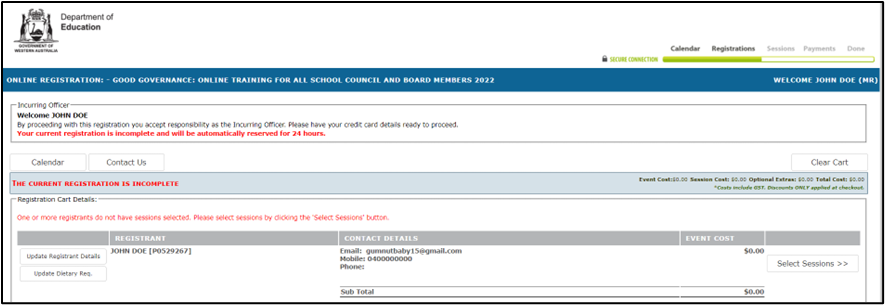 Department of
Education
GOVERNMENT OF
WESTERN AUSTRALIA
Calendar Registrations Sessions Payments Done
SECURE CONNECTION
ONLINE REGISTRATION: - GOOD GOVERNANCE: ONLINE TRAINING FOR ALL SCHOOL COUNCIL AND BOARD MEMBERS 2022 WELCOME JOHN DOE (MR)
Incurring Officer
Welcome JOHN DOE
By proceeding with this registration you accept responsibility as the Incurring Officer. Please have your credit card details ready to proceed.
Your current registration is incomplete and will be automatically reserved for 24 hours.
Calendar Contact Us Clear Cart
THE CURRENT REGISTRATION IS INCOMPLETE Event Cost:$0.00 Session Cost: $0.00 Optional Extras: $0.00 Total Cost: $0.00
*Costs include GST. Discounts ONLY applied at checkout.
Registration Cart Details:
One or more registrants do not have sessions selected. Please select sessions by clicking the 'Select Sessions' button.
REGISTRANT CONTACT DETAILS EVENT COST
Update Registrant Details JOHN DOE [P0529267] Email: gumnutbaby15@gmail.com $0.00
Mobile: 0400000000
Phone:
Select Sessions >>
Update Dietary Req.
Sub Total $0.00